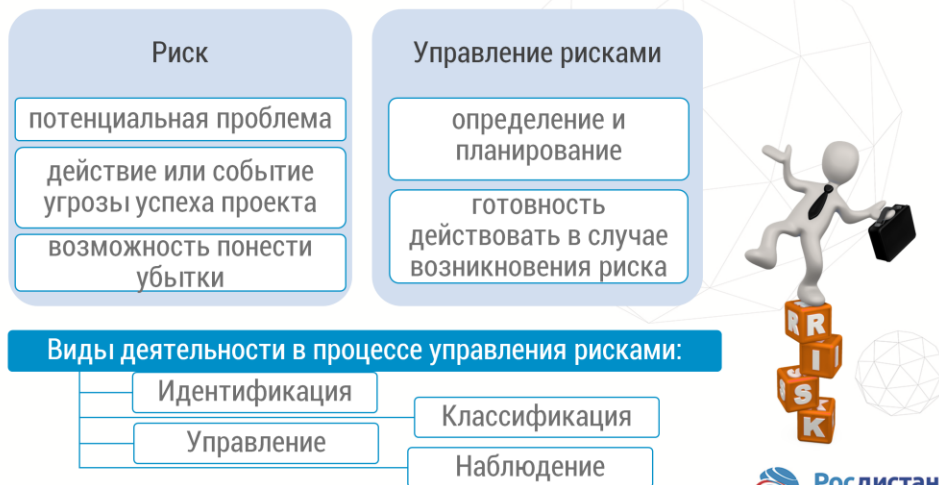 Риск
потенциальная проблема
действие или событие
угрозы успеха проекта
возможность понести
убытки
Управление рисками
определение и
планирование
готовность
действовать в случае
возникновения риска
Виды деятельности в процессе управления рисками:
Идентификация
Классификация
Управление
Наблюдение
R R
I I
S S
K
Росдистан